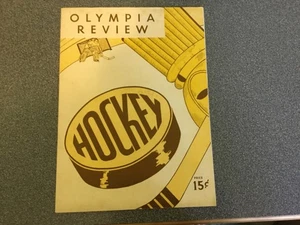 OLYMPIA
REVIEW
HOCKEY
PRICE
15¢